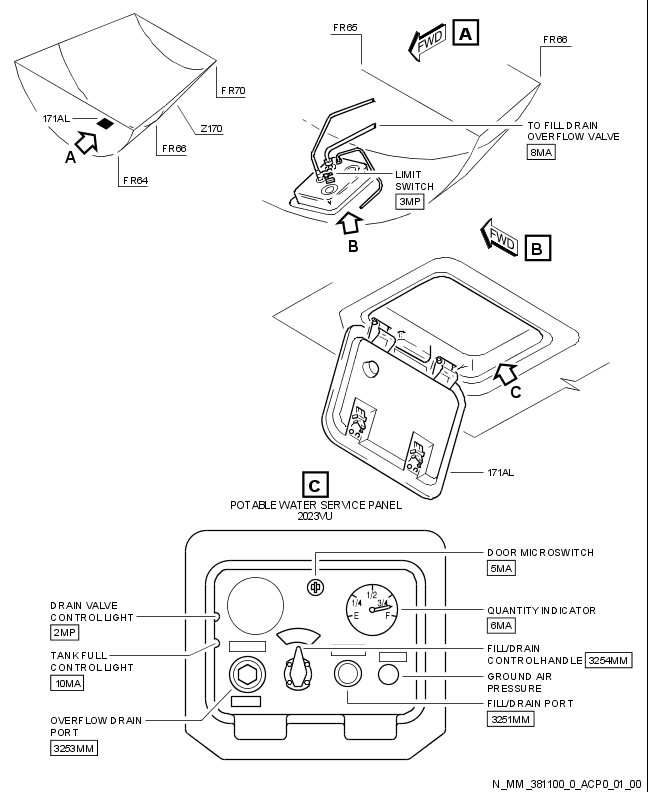 FR65
FWD
A
FR66
FR70
171AL
Z170
A
FR66
FR64
TO FILL DRAIN
OVERFLOW VALVE
8MA
LIMIT
SWITCH
3MP
B
FWD
B
C
171AL
C
POTABLE WATER SERVICE PANEL
2023VU
DOOR MICROSWITCH
5MA
1/4
1/2
3/4
E
F
QUANTITY INDICATOR
6MA
DRAIN VALVE
CONTROL LIGHT
2MP
TANK FULL
CONTROL LIGHT
10MA
FILL/DRAIN
CONTROL HANDLE 3254MM
GROUND AIR
PRESSURE
FILL/DRAIN PORT
3251MM
OVERFLOW DRAIN
PORT
3253MM
N_MM_381100_0_ACP0_01_00